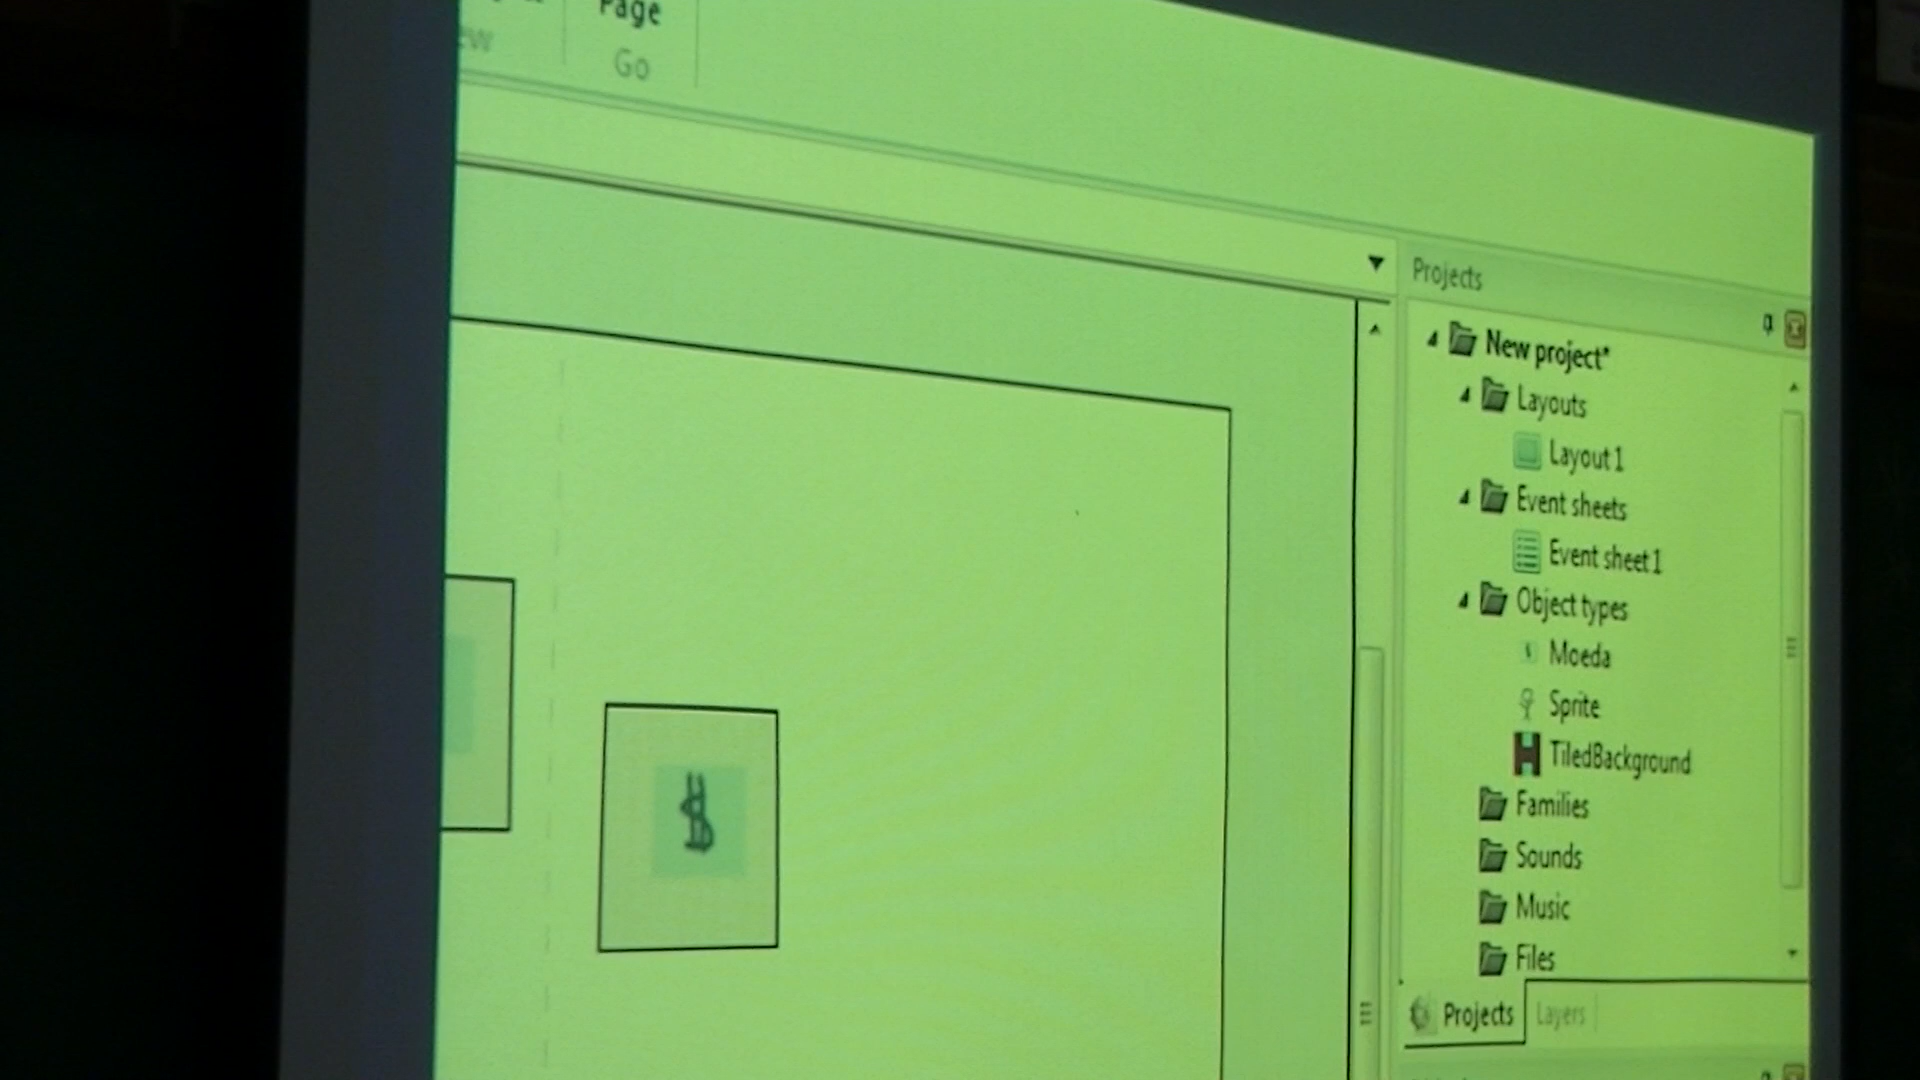 Page
Go
Projects
New project*
Layouts
Layout 1
Event sheets
Event sheet 1
Object types
Moeda
$
Sprite
TiledBackground
Families
Sounds
Music
Files
Projects
Layers